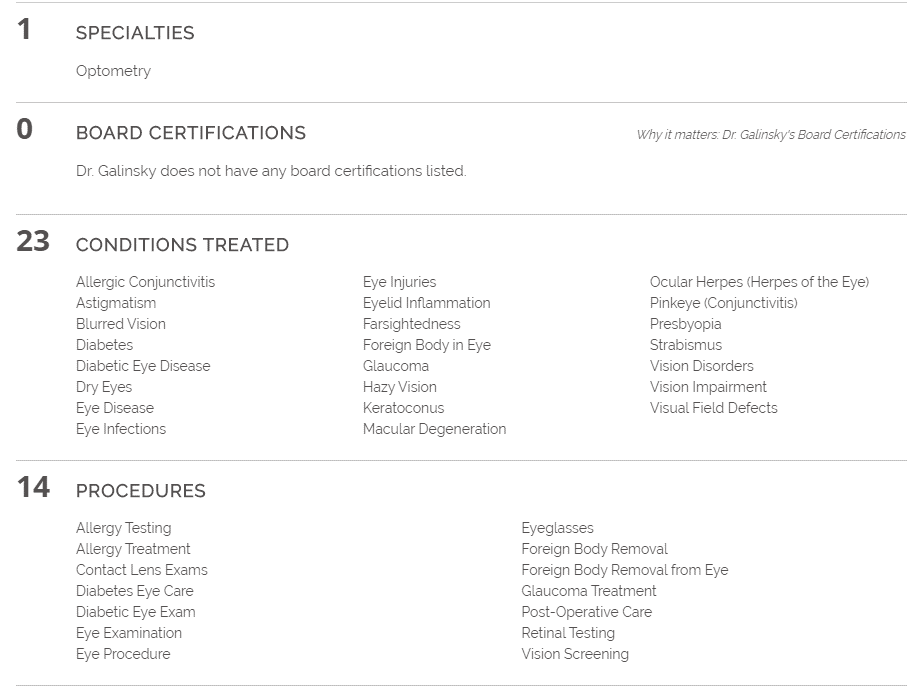 1
SPECIALTIES
Optometry
0
BOARD CERTIFICATIONS
Why it matters: Dr. Galinsky's Board Certifications
Dr. Galinsky does not have any board certifications listed.
23
CONDITIONS TREATED
Allergic Conjunctivitis
Astigmatism
Blurred Vision
Diabetes
Diabetic Eye Disease
Dry Eyes
Eye Disease
Eye Infections
Eye Injuries
Eyelid Inflammation
Farsightedness
Foreign Body in Eye
Glaucoma
Hazy Vision
Keratoconus
Macular Degeneration
Ocular Herpes (Herpes of the Eye)
Pinkeye (Conjunctivitis)
Presbyopia
Strabismus
Vision Disorders
Vision Impairment
Visual Field Defects
14
PROCEDURES
Allergy Testing
Allergy Treatment
Contact Lens Exams
Diabetes Eye Care
Diabetic Eye Exam
Eye Examination
Eye Procedure
Eyeglasses
Foreign Body Removal
Foreign Body Removal from Eye
Glaucoma Treatment
Post-Operative Care
Retinal Testing
Vision Screening